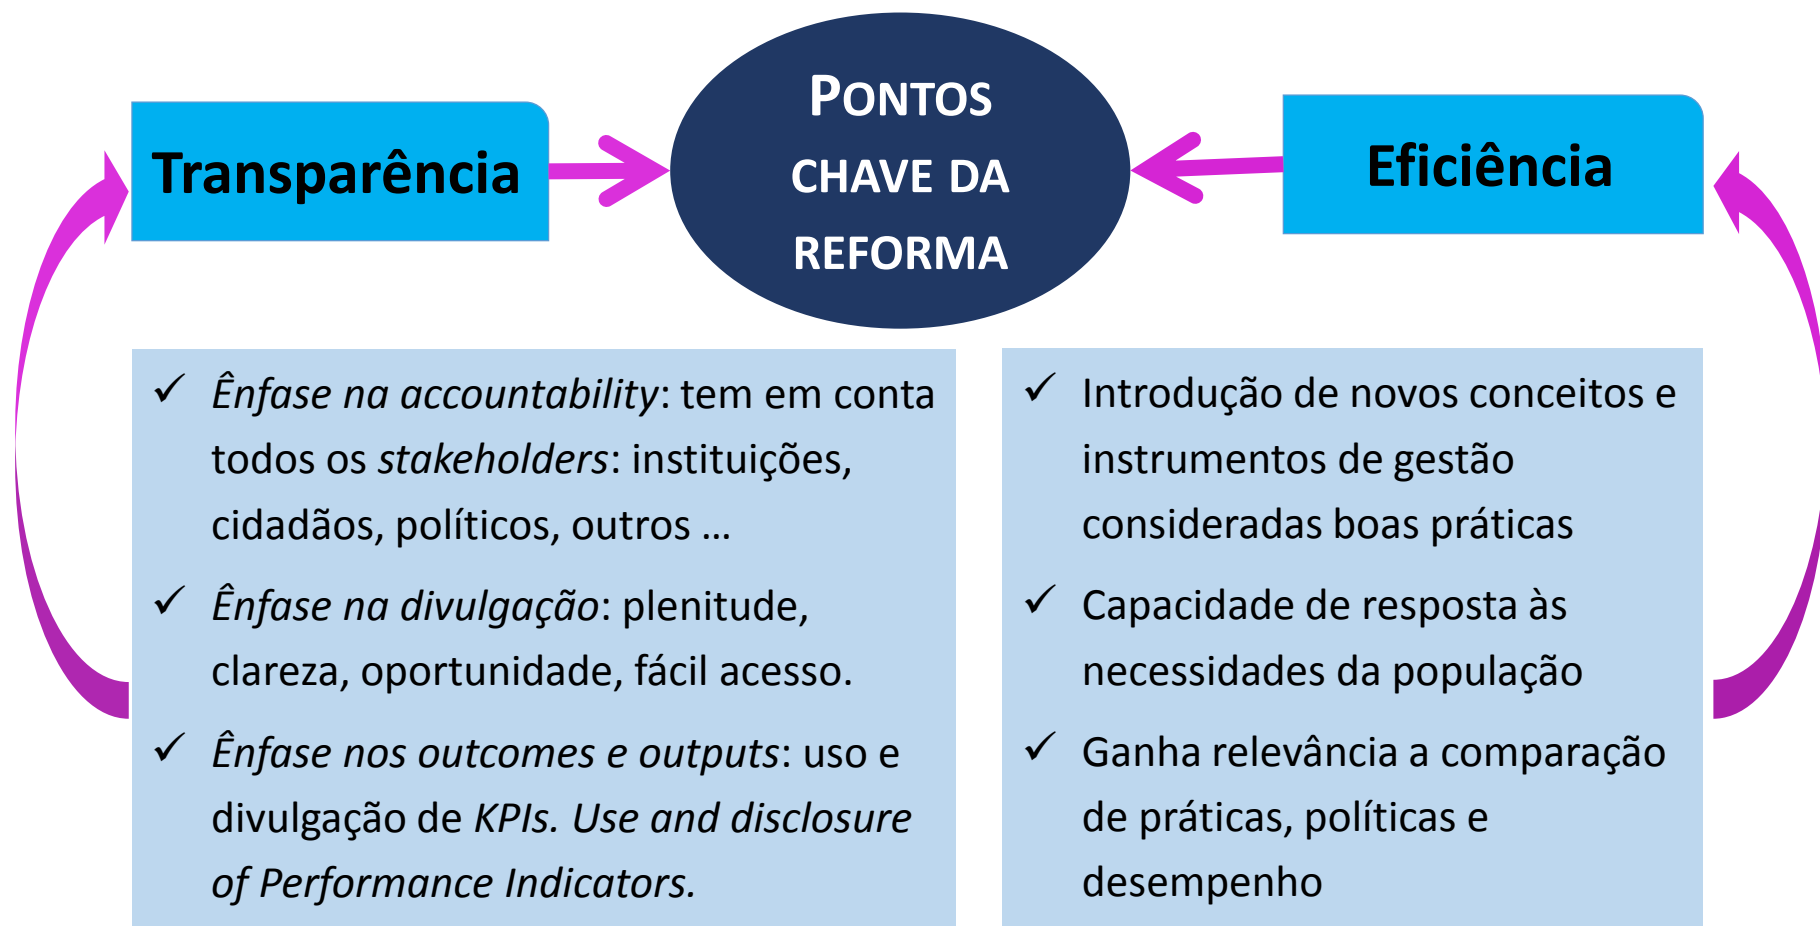 PONTOS
CHAVE DA
REFORMA
Transparência
Eficiência
✓ Ênfase na accountability: tem em conta
todos os stakeholders: instituições,
cidadãos, políticos, outros ...
✓ Ênfase na divulgação: plenitude,
clareza, oportunidade, fácil acesso.
✓ Ênfase nos outcomes e outputs: uso e
divulgação de KPIs. Use and disclosure
of Performance Indicators.
✓ Introdução de novos conceitos e
instrumentos de gestão
consideradas boas práticas
✓ Capacidade de resposta às
necessidades da população
✓ Ganha relevância a comparação
de práticas, políticas e
desempenho